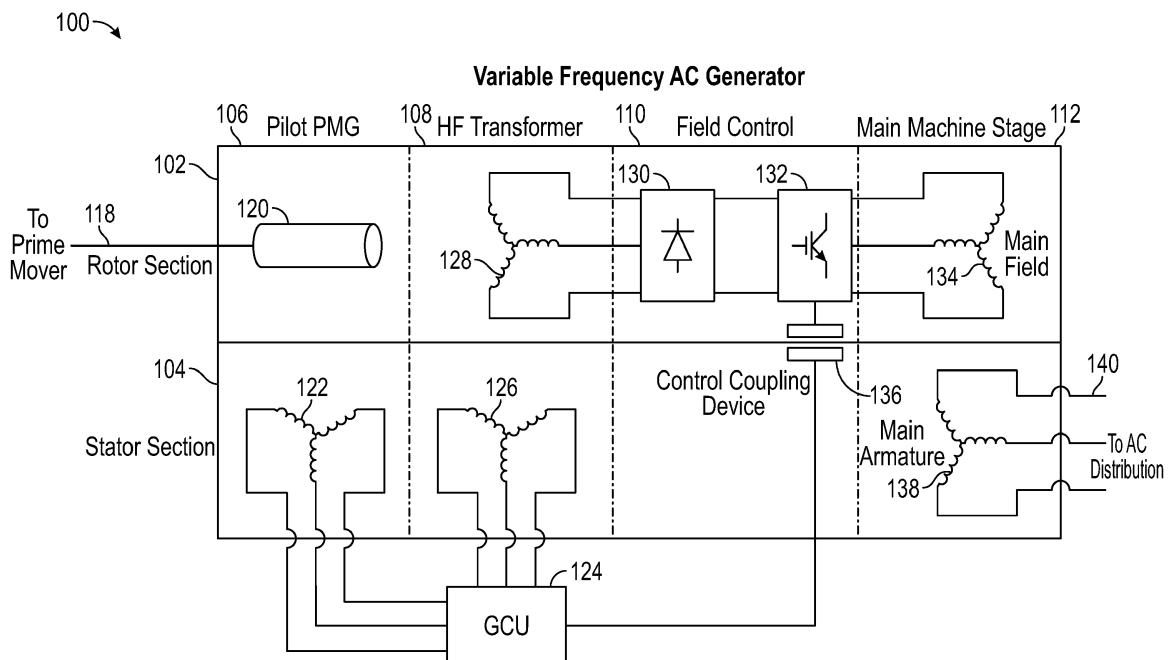 100
Variable Frequency AC Generator
106
Pilot PMG
108
HF Transformer
110
Field Control
Main Machine Stage
112
102
To
Prime
Mover
118
Rotor Section
120
128
130
132
134
Main
Field
104
Stator Section
122
126
Control Coupling
Device
136
Main
Armature
138
140
To AC
Distribution
124
GCU